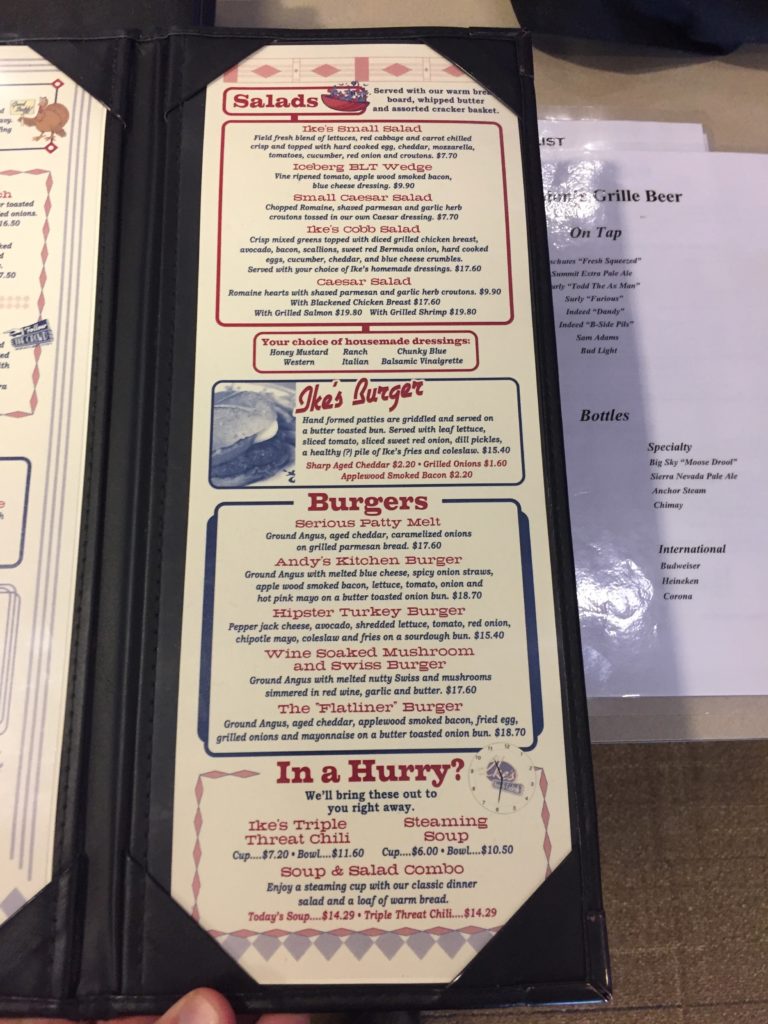 Salads
Served with our warm
board, whipped butter
and assorted cracker basket.
Ike's Small Salad
Field fresh blend of lettuces, red cabbage and carrot chilled
crisp and topped with hard cooked egg, cheddar, mozzarella,
tomatoes, cucumber, red onion and croutons. $7.70
Iceberg BLT Wedge
Vine ripened tomato, apple wood smoked bacon,
blue cheese dressing. $9.90
Small Caesar Salad
Chopped Romaine, shaved parmesan and garlic herb
croutons tossed in our own Caesar dressing. $7.70
Ike's Cobb Salad
Crisp mixed greens topped with diced grilled chicken breast,
avocado, bacon, scallions, sweet red Bermuda onion, hard cooked
eggs, cucumber, cheddar, and blue cheese crumbles.
Served with your choice of Ike's homemade dressings. $17.60
Caesar Salad
Romaine hearts with shaved parmesan and garlic herb croutons. $9.90
With Blackened Chicken Breast $17.60
With Grilled Salmon $19.80 With Grilled Shrimp $19.80
Your choice of housemade dressings:
Honey Mustard Ranch Chunky Blue
Western Italian Balsamic Vinaigrette
Ike's Burger
Hand formed patties are griddled and served on
a butter toasted bun. Served with leaf lettuce,
sliced tomato, sliced sweet red onion, dill pickles,
a healthy (?) pile of Ike's fries and coleslaw. $15.40
Sharp Aged Cheddar $2.20 • Grilled Onions $1.60
Applewood Smoked Bacon $2.20
Burgers
Serious Patty Melt
Ground Angus, aged cheddar, caramelized onions
on grilled parmesan bread. $17.60
Andy's Kitchen Burger
Ground Angus with melted blue cheese, spicy onion straws,
apple wood smoked bacon, lettuce, tomato, onion and
hot pink mayo on a butter toasted onion bun. $18.70
Hipster Turkey Burger
Pepper jack cheese, avocado, shredded lettuce, tomato, red onion,
chipotle mayo, coleslaw and fries on a sourdough bun. $15.40
Wine Soaked Mushroom
and Swiss Burger
Ground Angus with melted nutty Swiss and mushrooms
simmered in red wine, garlic and butter. $17.60
The "Flatliner" Burger
Ground Angus, aged cheddar, applewood smoked bacon, fried egg,
grilled onions and mayonnaise on a butter toasted onion bun. $18.70
In a Hurry?
We'll bring these out to
you right away.
Ike's Triple
Threat Chili
Cup....$7.20 • Bowl....$11.60
Steaming
Soup
Cup....$6.00 • Bowl....$10.50
Soup & Salad Combo
Enjoy a steaming cup with our classic dinner
salad and a loaf of warm bread.
Today's Soup....$14.29 • Triple Threat Chili....$14.29
LIST
Grille Beer
On Tap
"Fresh Squeezed"
Summit Extra Pale Ale
"Todd The Ax Man"
Surly "Furious"
Indeed "Dandy"
Indeed "B-Side Pils"
Sam Adams
Bud Light
Bottles
Specialty
Big Sky "Moose Drool"
Sierra Nevada Pale Ale
Anchor Steam
Chimay
International
Budweiser
Heineken
Corona
toasted
onions.